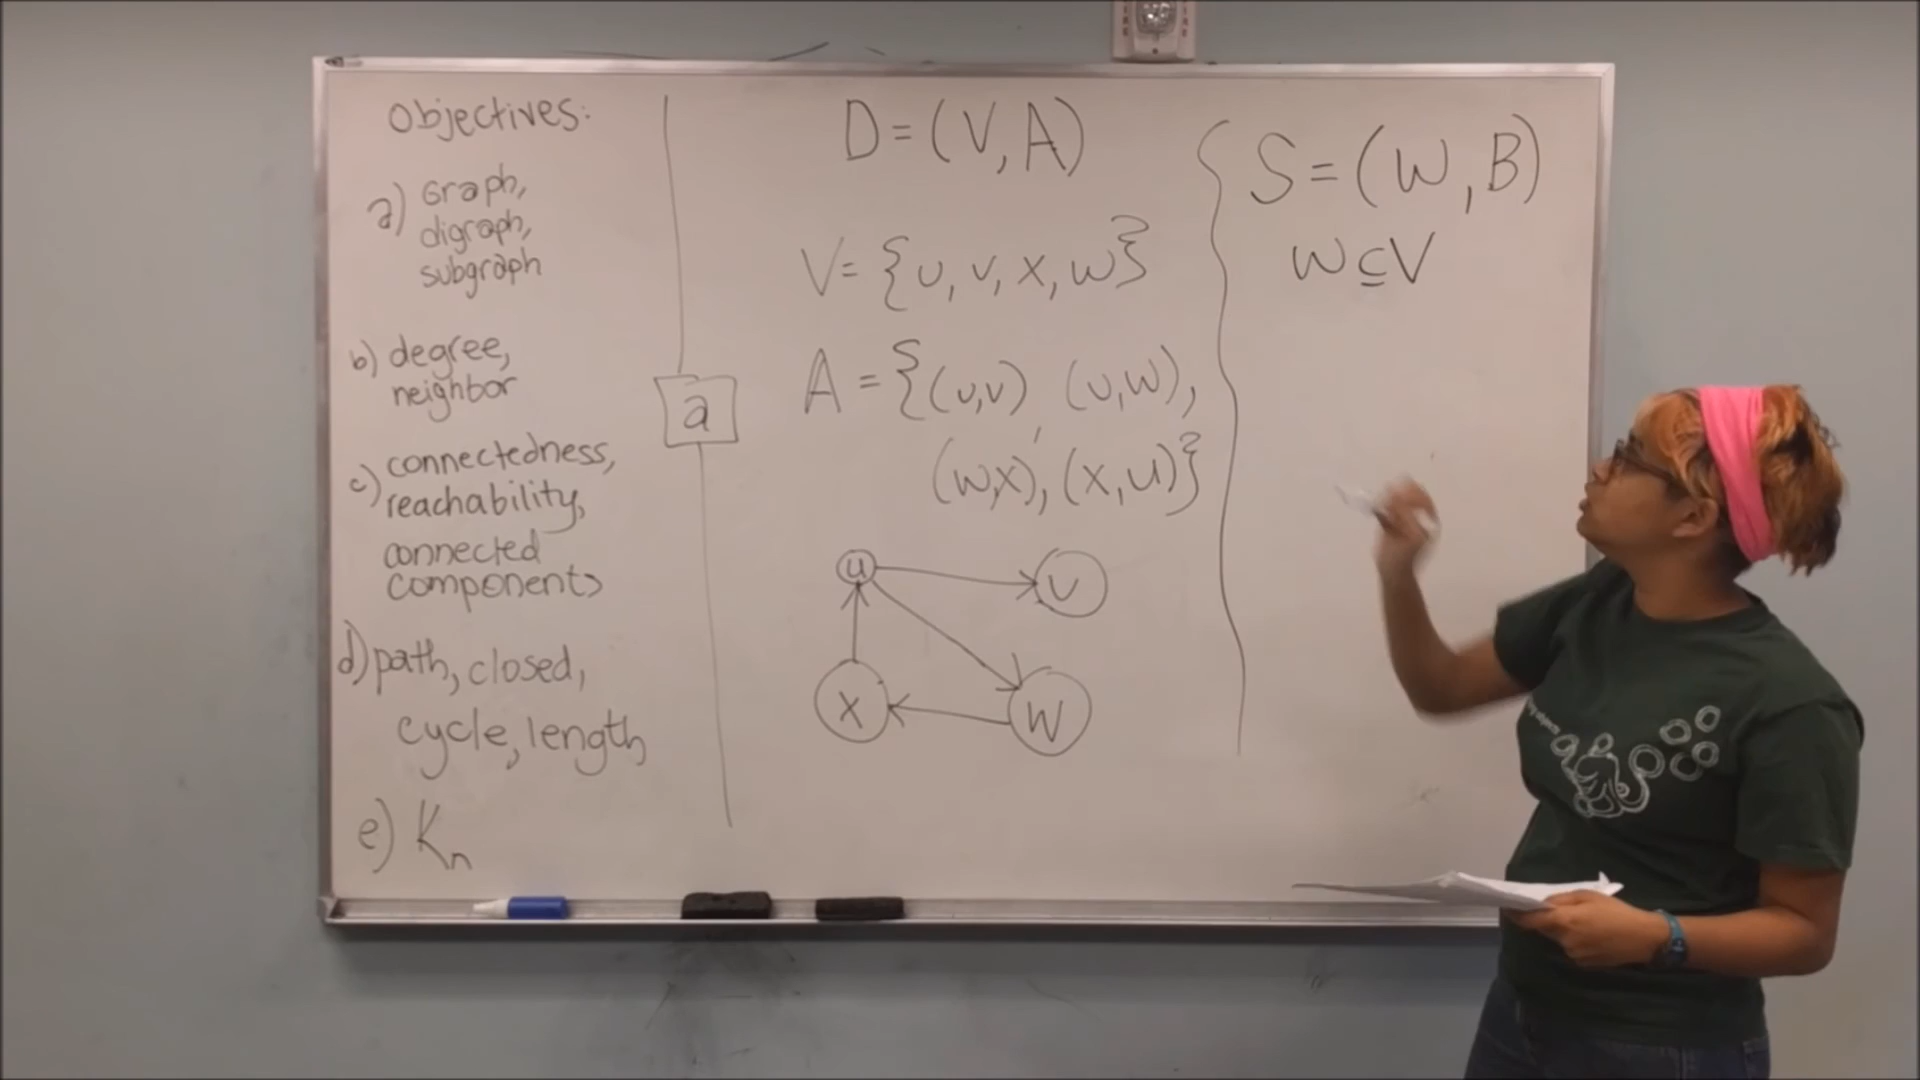 Objectives:
a) Graph,
digraph,
subgraph
b) degree,
neighbor
c) connectedness,
reachability,
connected
components
d) path, closed,
cycle, length
e) Kn
a
D = (V, A)
V = {u, v, x, w}
A = {(u,v), (u,w),
(w,x), (x,u)}
u
v
x
w
S = (W, B)
W ⊆ V